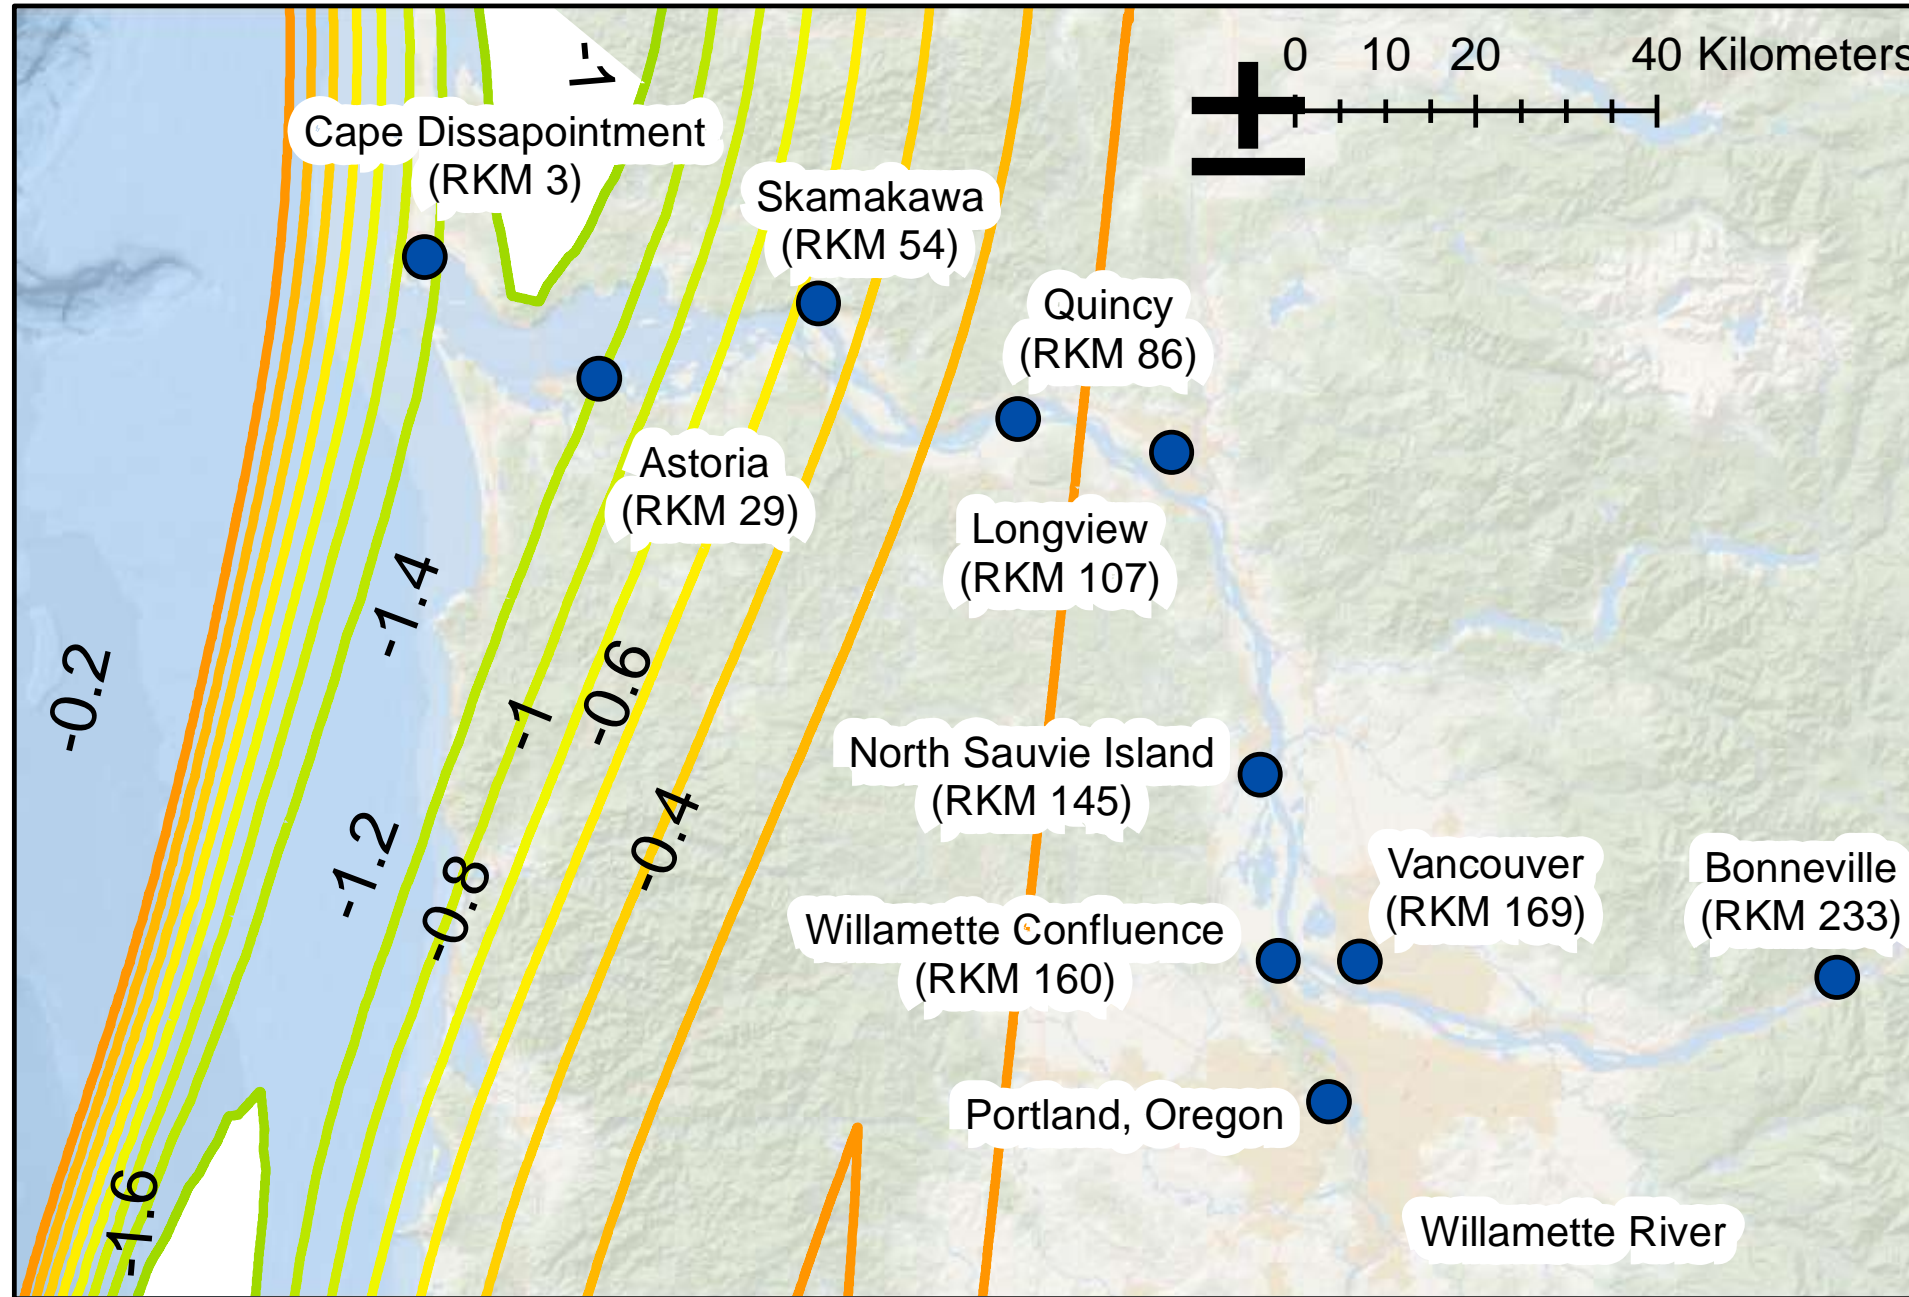 0 10 20 40 Kilometers
-1
Cape Dissapointment
(RKM 3)
Skamakawa
(RKM 54)
Quincy
(RKM 86)
Astoria
(RKM 29)
Longview
(RKM 107)
-1.4
-0.2
-0.6
-1
North Sauvie Island
(RKM 145)
-0.4
-1.2
-0.8
Vancouver
(RKM 169)
Bonneville
(RKM 233)
Willamette Confluence
(RKM 160)
Portland, Oregon
-1.6
Willamette River